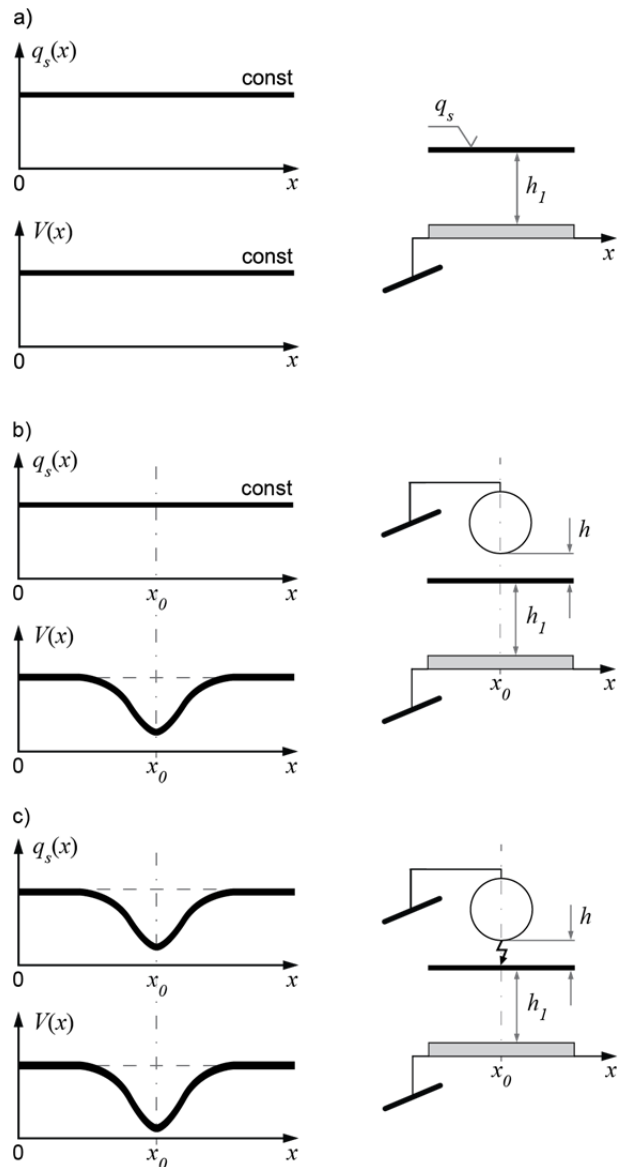 a)
q_s(x)
const
0
x
V(x)
const
0
x
q_s
h_1
x
b)
q_s(x)
const
0
x_0
x
V(x)
0
x_0
x
h
h_1
x_0
x
c)
q_s(x)
0
x_0
x
V(x)
0
x_0
x
h
h_1
x_0
x